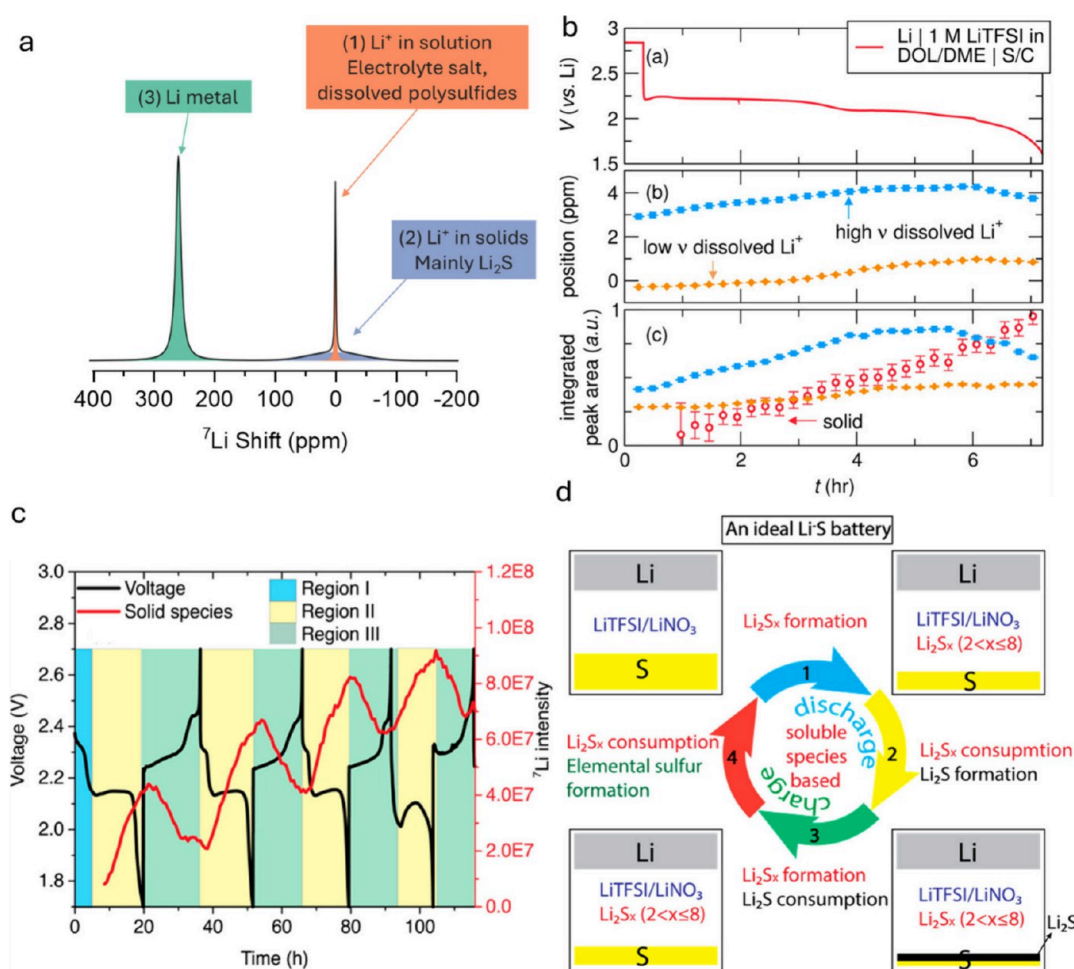 a
(3) Li metal
(1) Li⁺ in solution
Electrolyte salt,
dissolved polysulfides
(2) Li⁺ in solids
Mainly Li₂S
400 300 200 100 0 -100 -200
⁷Li Shift (ppm)
b
Li | 1 M LiTFSI in
DOL/DME | S/C
(a)
V (vs. Li)
3
2.5
2
1.5
(b)
position (ppm)
4
2
0
low ν dissolved Li⁺
high ν dissolved Li⁺
(c)
integrated
peak area (a.u.)
0
solid
0 2 4 6
t (hr)
c
Voltage
Solid species
Region I
Region II
Region III
Voltage (V)
3.0
2.7
2.4
2.2
2.0
1.8
1.2E8
1.0E8
8.0E7
6.0E7
4.0E7
2.0E7
0.0
⁷Li intensity
0 20 40 60 80 100
Time (h)
d
An ideal Li-S battery
Li
LiTFSI/LiNO₃
S
Li₂Sₓ formation
Li
LiTFSI/LiNO₃
Li₂Sₓ (2<x≤8)
S
1
discharge
soluble
species
based
charge
2
Li₂Sₓ consupmtion
Li₂S formation
3
Li₂Sₓ formation
Li₂S consumption
4
Li₂Sₓ consumption
Elemental sulfur
formation
Li
LiTFSI/LiNO₃
Li₂Sₓ (2<x≤8)
S
Li
LiTFSI/LiNO₃
Li₂Sₓ (2<x≤8)
S
Li₂S